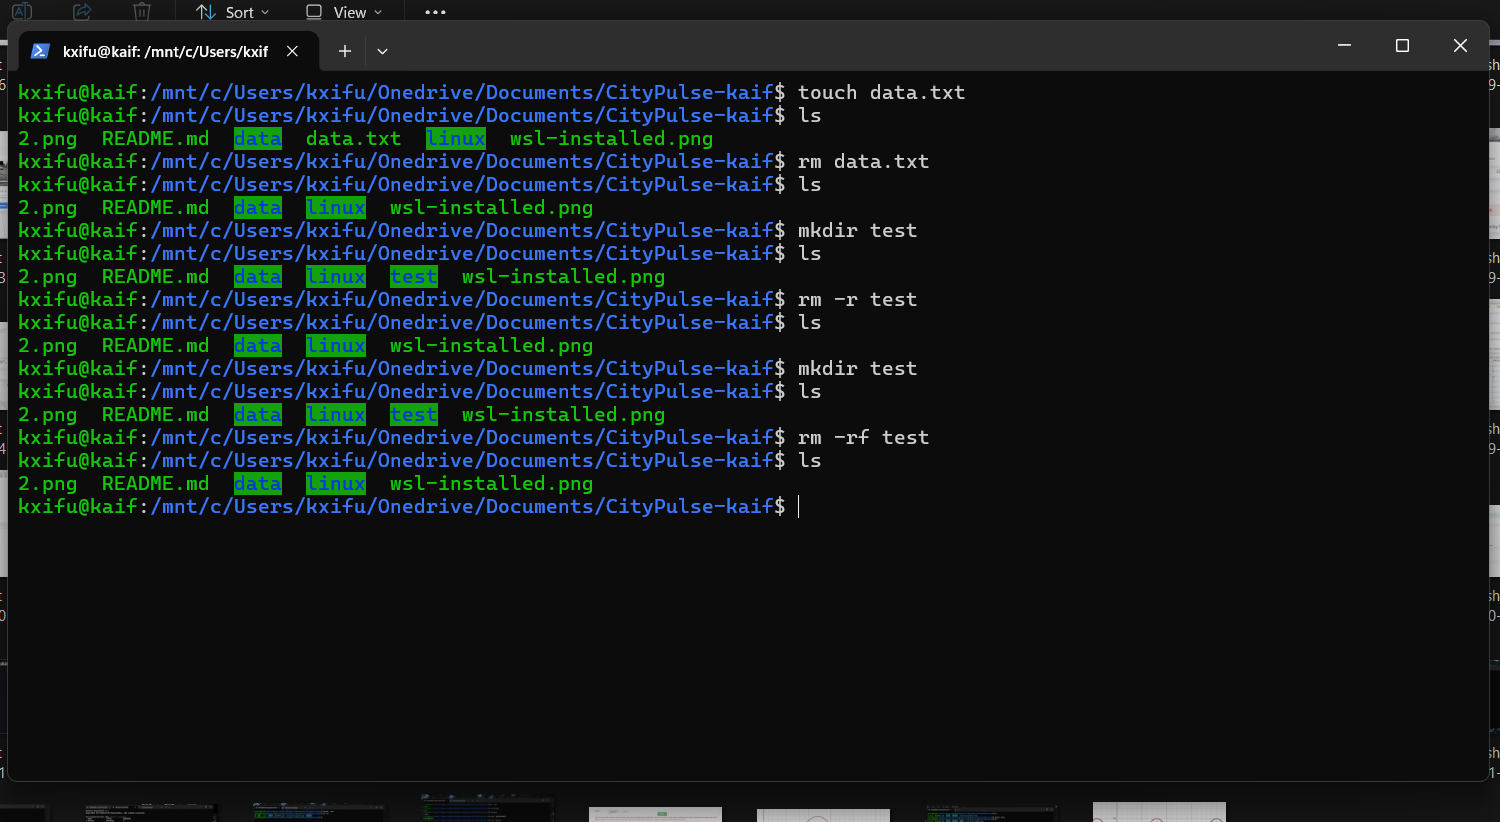 Sort
View
kxifu@kaif: /mnt/c/Users/kxif
kxifu@kaif:/mnt/c/Users/kxifu/Onedrive/Documents/CityPulse-kaif$ touch data.txt
kxifu@kaif:/mnt/c/Users/kxifu/Onedrive/Documents/CityPulse-kaif$ ls
2.png README.md data data.txt linux wsl-installed.png
kxifu@kaif:/mnt/c/Users/kxifu/Onedrive/Documents/CityPulse-kaif$ rm data.txt
kxifu@kaif:/mnt/c/Users/kxifu/Onedrive/Documents/CityPulse-kaif$ ls
2.png README.md data linux wsl-installed.png
kxifu@kaif:/mnt/c/Users/kxifu/Onedrive/Documents/CityPulse-kaif$ mkdir test
kxifu@kaif:/mnt/c/Users/kxifu/Onedrive/Documents/CityPulse-kaif$ ls
2.png README.md data linux test wsl-installed.png
kxifu@kaif:/mnt/c/Users/kxifu/Onedrive/Documents/CityPulse-kaif$ rm -r test
kxifu@kaif:/mnt/c/Users/kxifu/Onedrive/Documents/CityPulse-kaif$ ls
2.png README.md data linux wsl-installed.png
kxifu@kaif:/mnt/c/Users/kxifu/Onedrive/Documents/CityPulse-kaif$ mkdir test
kxifu@kaif:/mnt/c/Users/kxifu/Onedrive/Documents/CityPulse-kaif$ ls
2.png README.md data linux test wsl-installed.png
kxifu@kaif:/mnt/c/Users/kxifu/Onedrive/Documents/CityPulse-kaif$ rm -rf test
kxifu@kaif:/mnt/c/Users/kxifu/Onedrive/Documents/CityPulse-kaif$ ls
2.png README.md data linux wsl-installed.png
kxifu@kaif:/mnt/c/Users/kxifu/Onedrive/Documents/CityPulse-kaif$